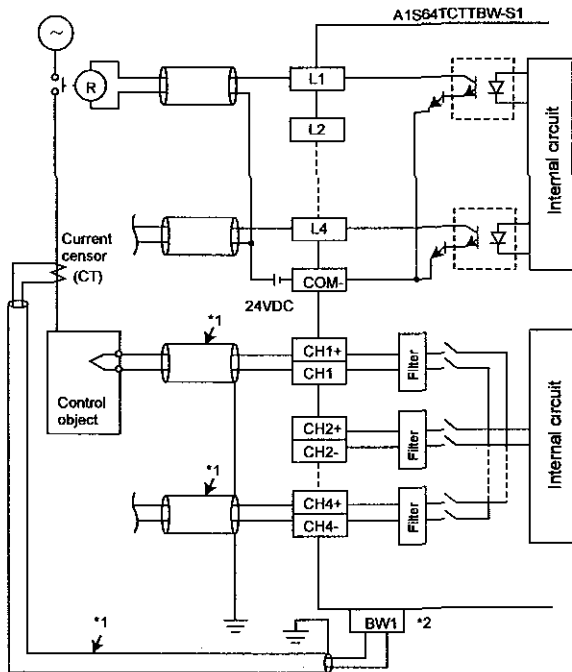 A1S64TCTTBW-S1
~
R
L1
L2
L4
COM-
24VDC
Internal circuit
Current
censor
(CT)
*1
CH1+
CH1
Filter
Control
object
CH2+
CH2-
Filter
*1
CH4+
CH4-
Filter
Internal circuit
*1
BW1
*2